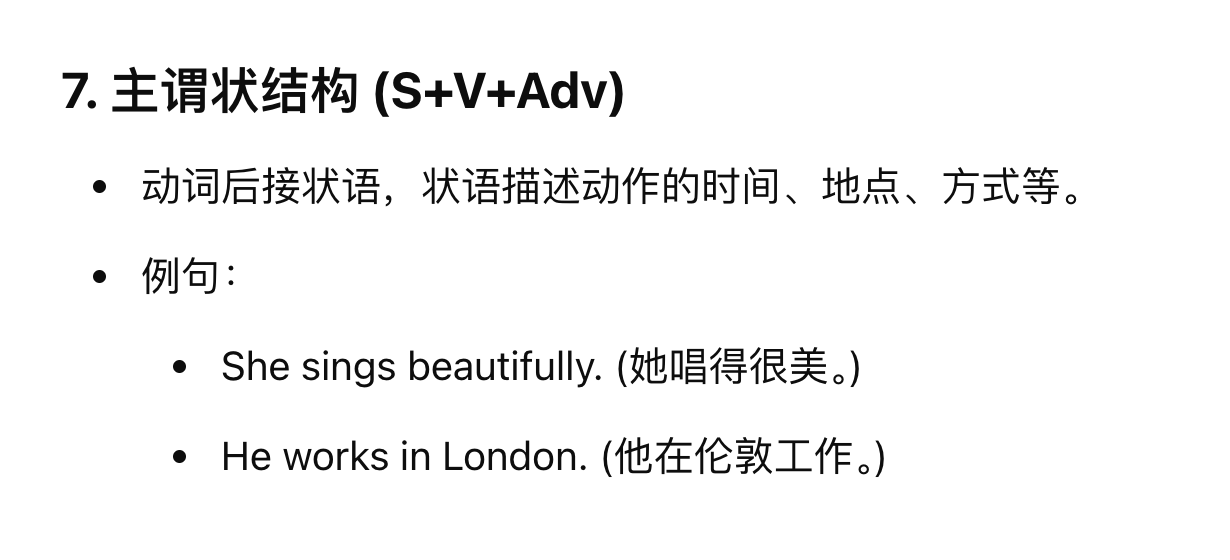 7. 主谓状结构 (S+V+Adv)
• 动词后接状语，状语描述动作的时间、地点、方式等。
• 例句：
• She sings beautifully. (她唱得很美。)
• He works in London. (他在伦敦工作。)